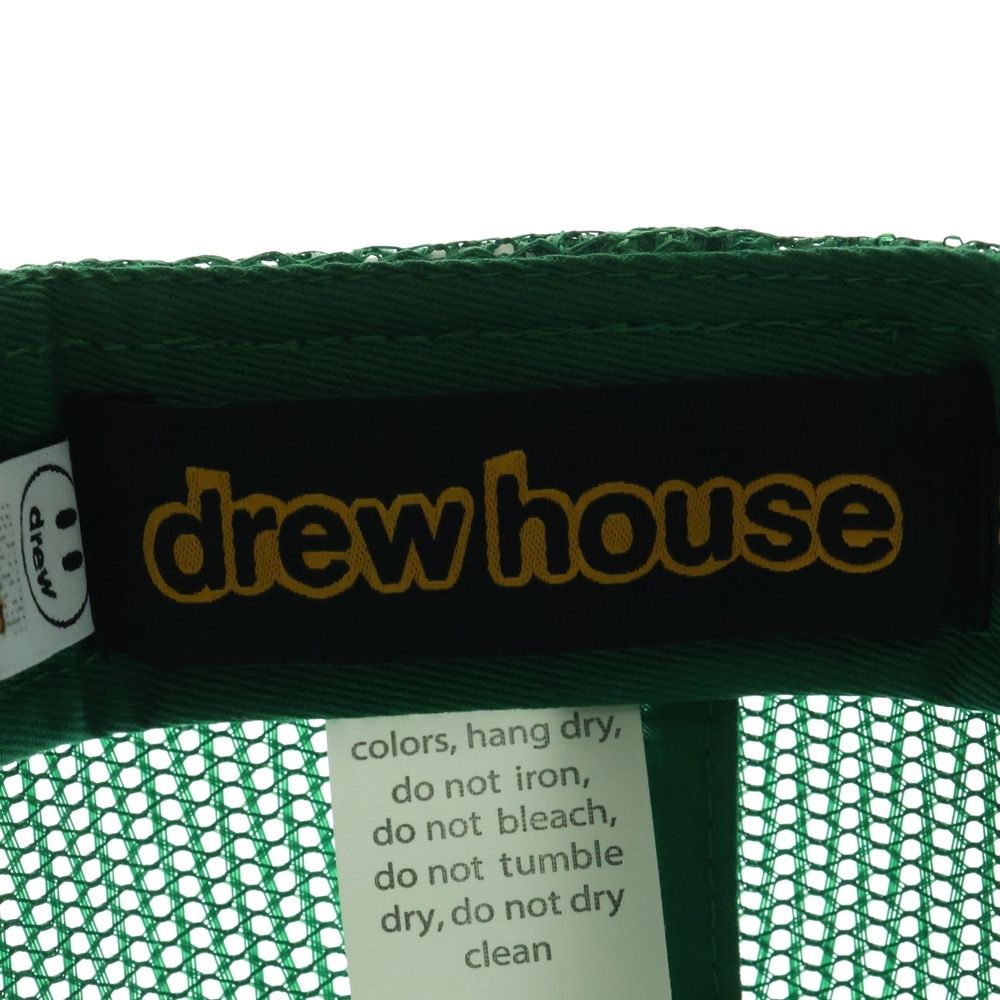 drew house
drew
colors, hang dry,
do not iron,
do not bleach,
do not tumble
dry, do not dry
clean